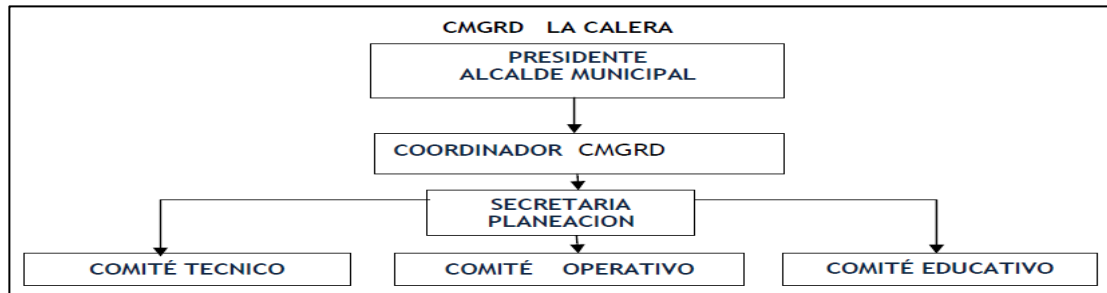 CMGRD LA CALERA
PRESIDENTE
ALCALDE MUNICIPAL
COORDINADOR CMGRD
SECRETARIA
PLANEACION
COMITÉ TECNICO
COMITÉ OPERATIVO
COMITÉ EDUCATIVO